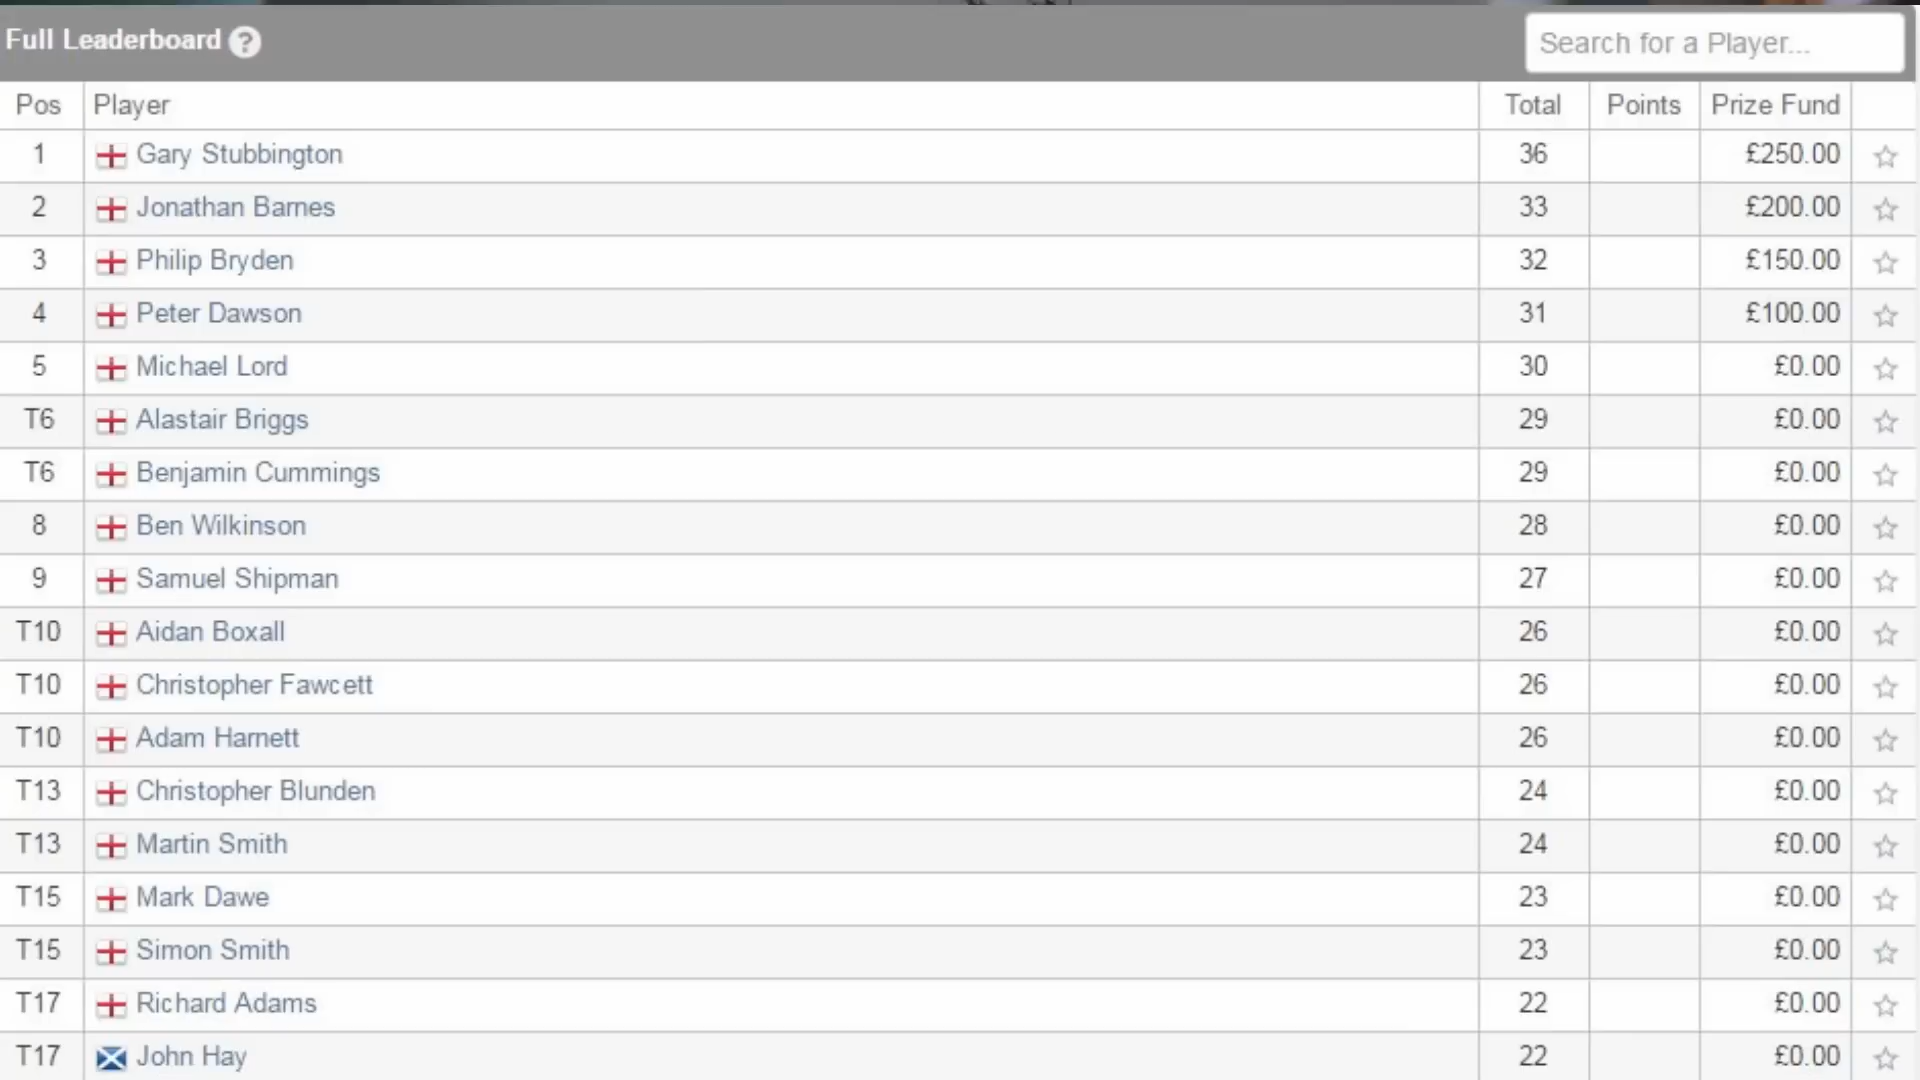 Full Leaderboard ?
Search for a Player...
Pos Player Total Points Prize Fund
1 Gary Stubbington 36 £250.00
2 Jonathan Barnes 33 £200.00
3 Philip Bryden 32 £150.00
4 Peter Dawson 31 £100.00
5 Michael Lord 30 £0.00
T6 Alastair Briggs 29 £0.00
T6 Benjamin Cummings 29 £0.00
8 Ben Wilkinson 28 £0.00
9 Samuel Shipman 27 £0.00
T10 Aidan Boxall 26 £0.00
T10 Christopher Fawcett 26 £0.00
T10 Adam Harnett 26 £0.00
T13 Christopher Blunden 24 £0.00
T13 Martin Smith 24 £0.00
T15 Mark Dawe 23 £0.00
T15 Simon Smith 23 £0.00
T17 Richard Adams 22 £0.00
T17 John Hay 22 £0.00